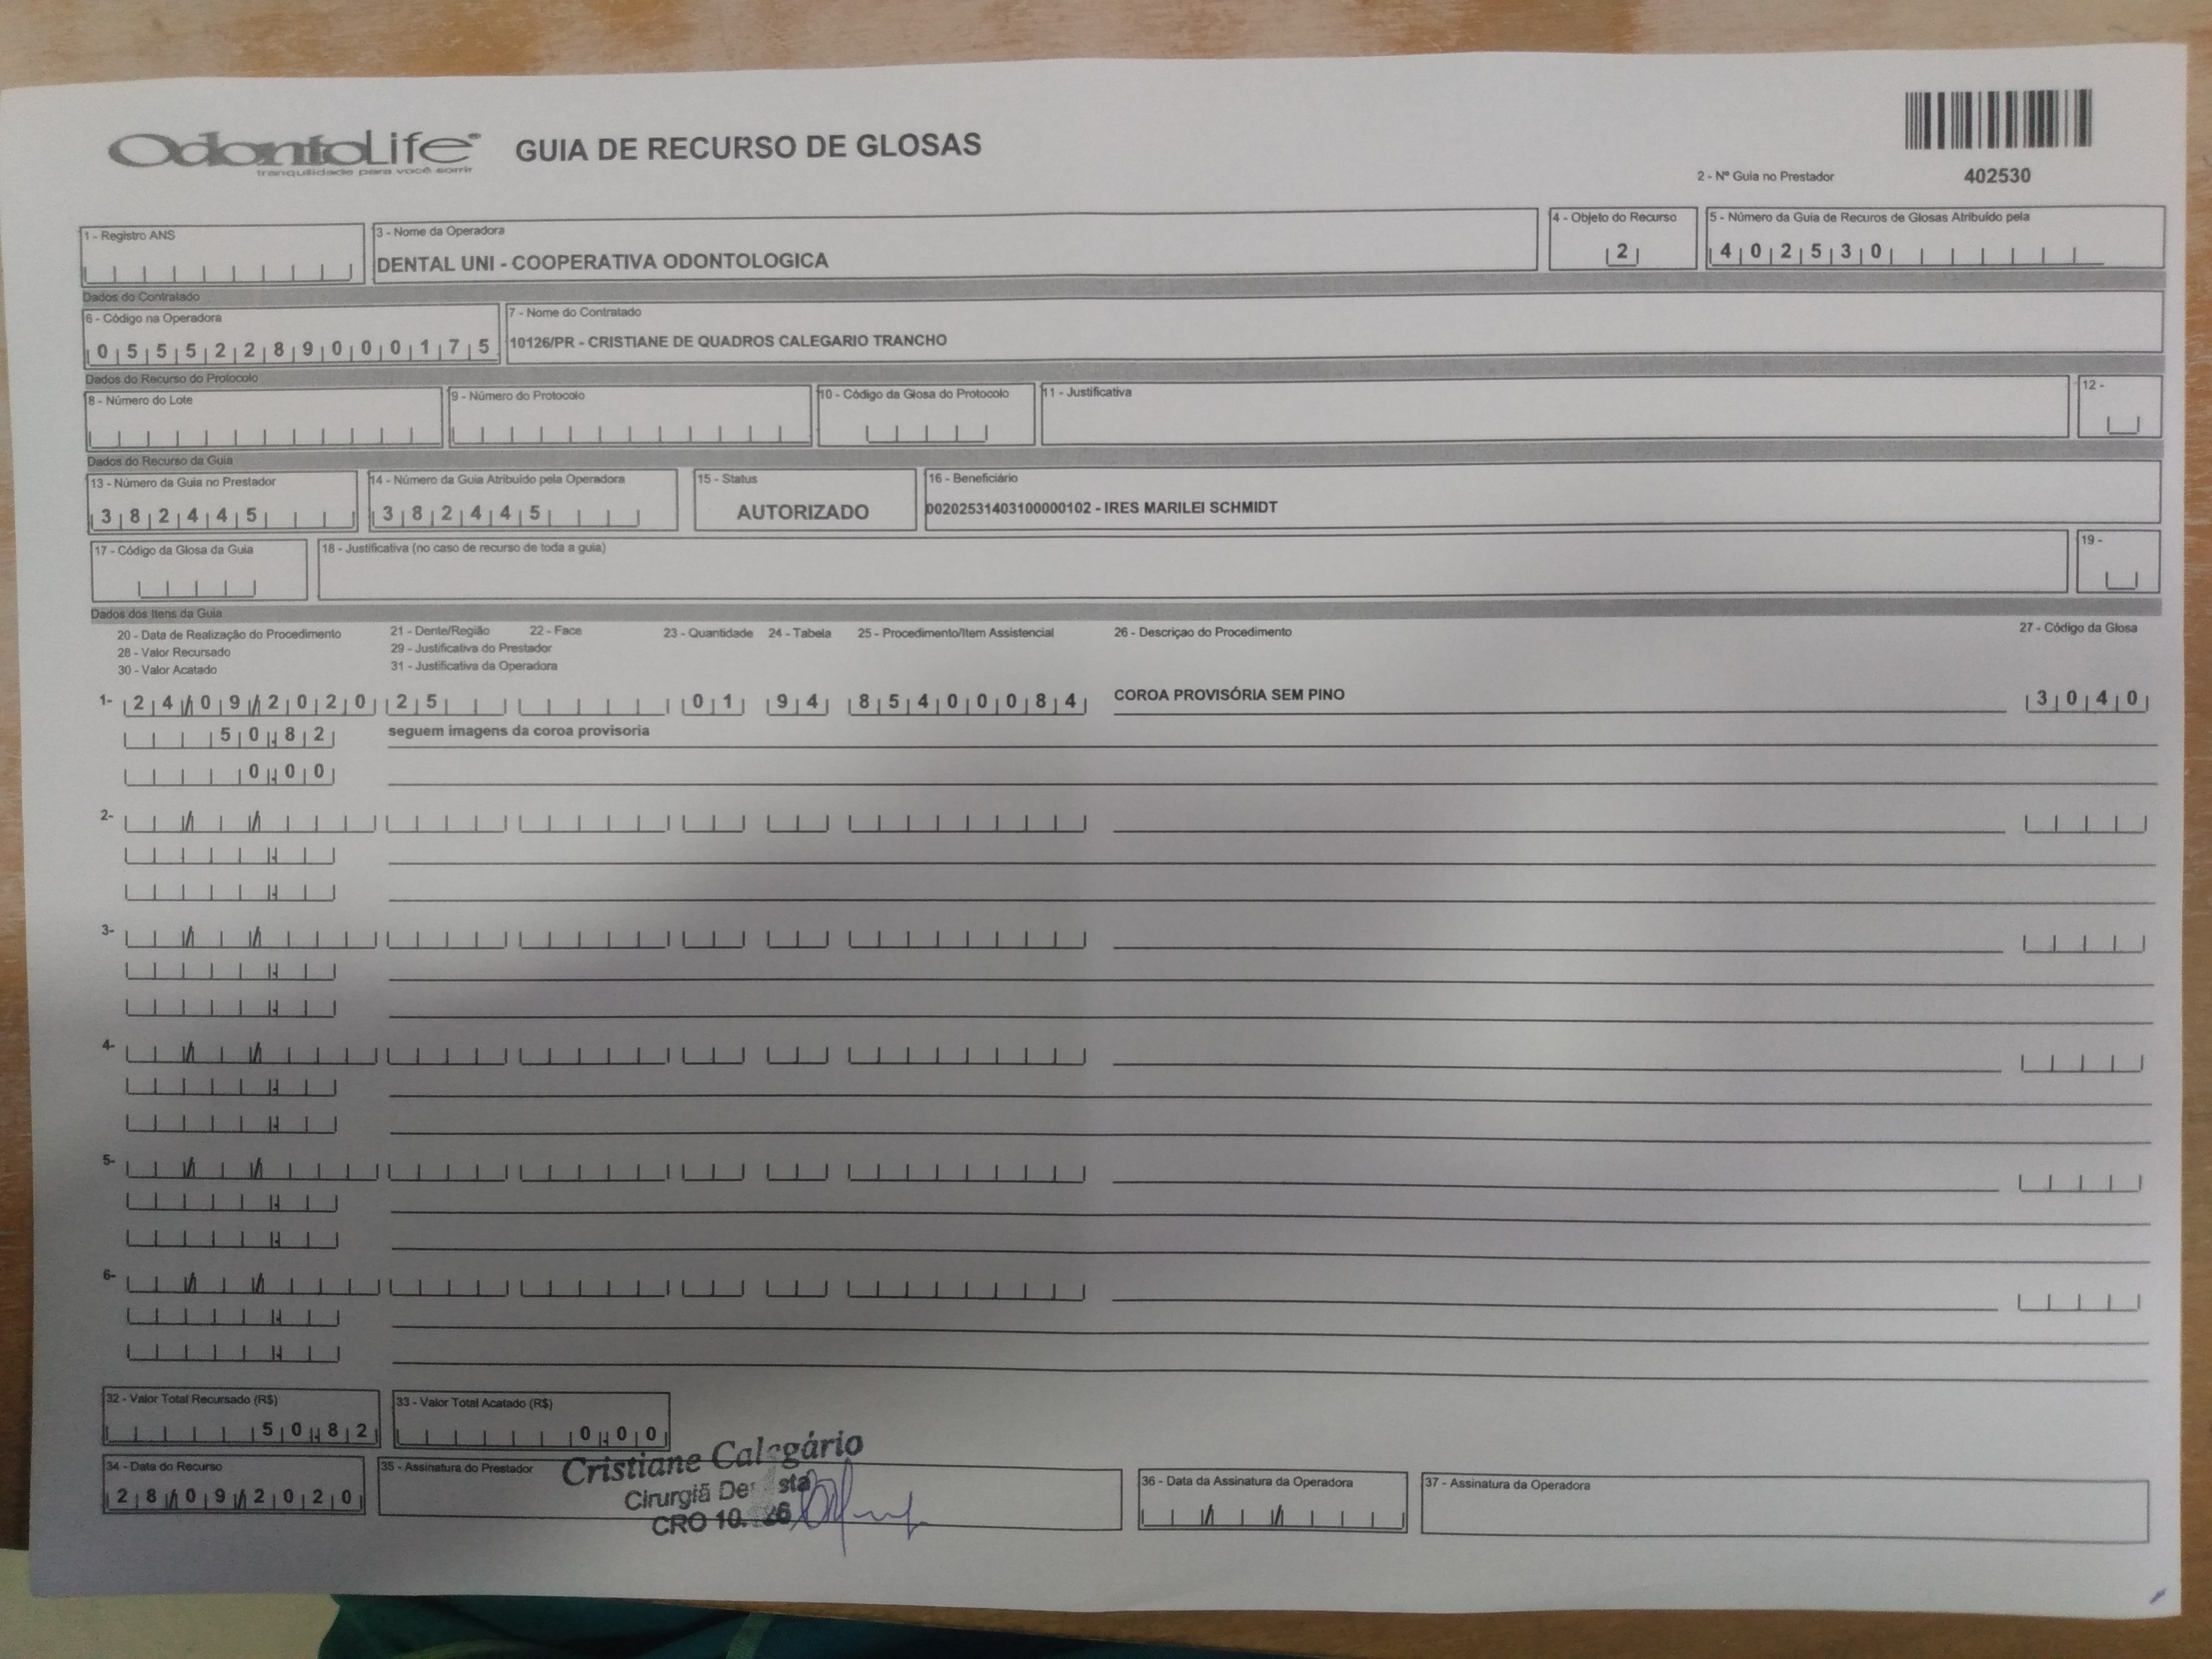 OdontoLife®
tranquilidade para você sorrir
GUIA DE RECURSO DE GLOSAS
2 - Nº Guia no Prestador
402530
1 - Registro ANS
3 - Nome da Operadora
DENTAL UNI - COOPERATIVA ODONTOLOGICA
4 - Objeto do Recurso
2
5 - Número da Guia de Recuros de Glosas Atribuído pela
402530
Dados do Contratado
6 - Código na Operadora
05552289000175
7 - Nome do Contratado
10126/PR - CRISTIANE DE QUADROS CALEGARIO TRANCHO
Dados do Recurso do Protocolo
8 - Número do Lote
9 - Número do Protocolo
10 - Código da Glosa do Protocolo
11 - Justificativa
12 -
Dados do Recurso da Guia
13 - Número da Guia no Prestador
382445
14 - Número da Guia Atribuído pela Operadora
382445
15 - Status
AUTORIZADO
16 - Beneficiário
00202531403100000102 - IRES MARILEI SCHMIDT
17 - Código da Glosa da Guia
18 - Justificativa (no caso de recurso de toda a guia)
19 -
Dados dos Itens da Guia
20 - Data de Realização do Procedimento 21 - Dente/Região 22 - Face 23 - Quantidade 24 - Tabela 25 - Procedimento/Item Assistencial 26 - Descriçao do Procedimento 27 - Código da Glosa
28 - Valor Recursado 29 - Justificativa do Prestador
30 - Valor Acatado 31 - Justificativa da Operadora
1- 24/09/2020 25 01 94 85400084 COROA PROVISÓRIA SEM PINO 3040
50,82 seguem imagens da coroa provisoria
0,00
2-
3-
4-
5-
6-
32 - Valor Total Recursado (R$)
50,82
33 - Valor Total Acatado (R$)
0,00
34 - Data do Recurso
28/09/2020
35 - Assinatura do Prestador
Cristiane Calegário
Cirurgiã
CRO
36 - Data da Assinatura da Operadora
37 - Assinatura da Operadora